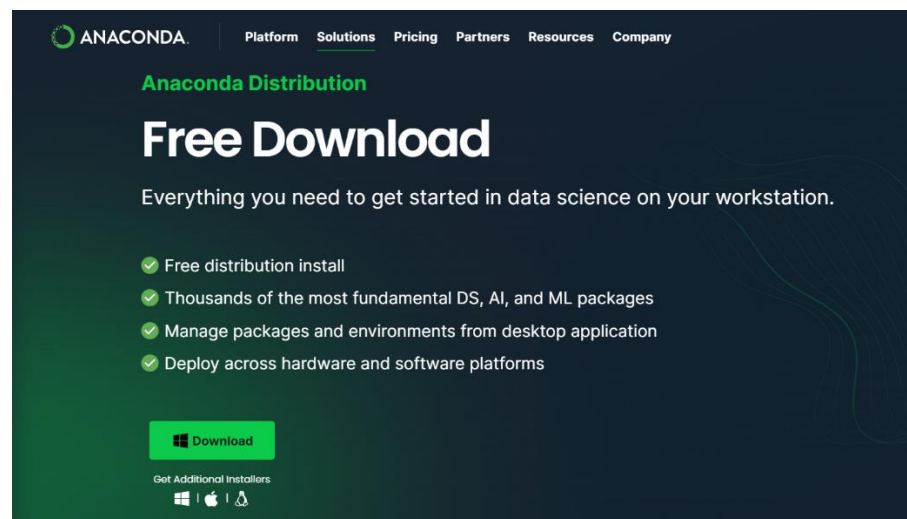 ANACONDA. Platform Solutions Pricing Partners Resources Company
Anaconda Distribution
Free Download
Everything you need to get started in data science on your workstation.
Free distribution install
Thousands of the most fundamental DS, AI, and ML packages
Manage packages and environments from desktop application
Deploy across hardware and software platforms
Download
Get Additional Installers
| |